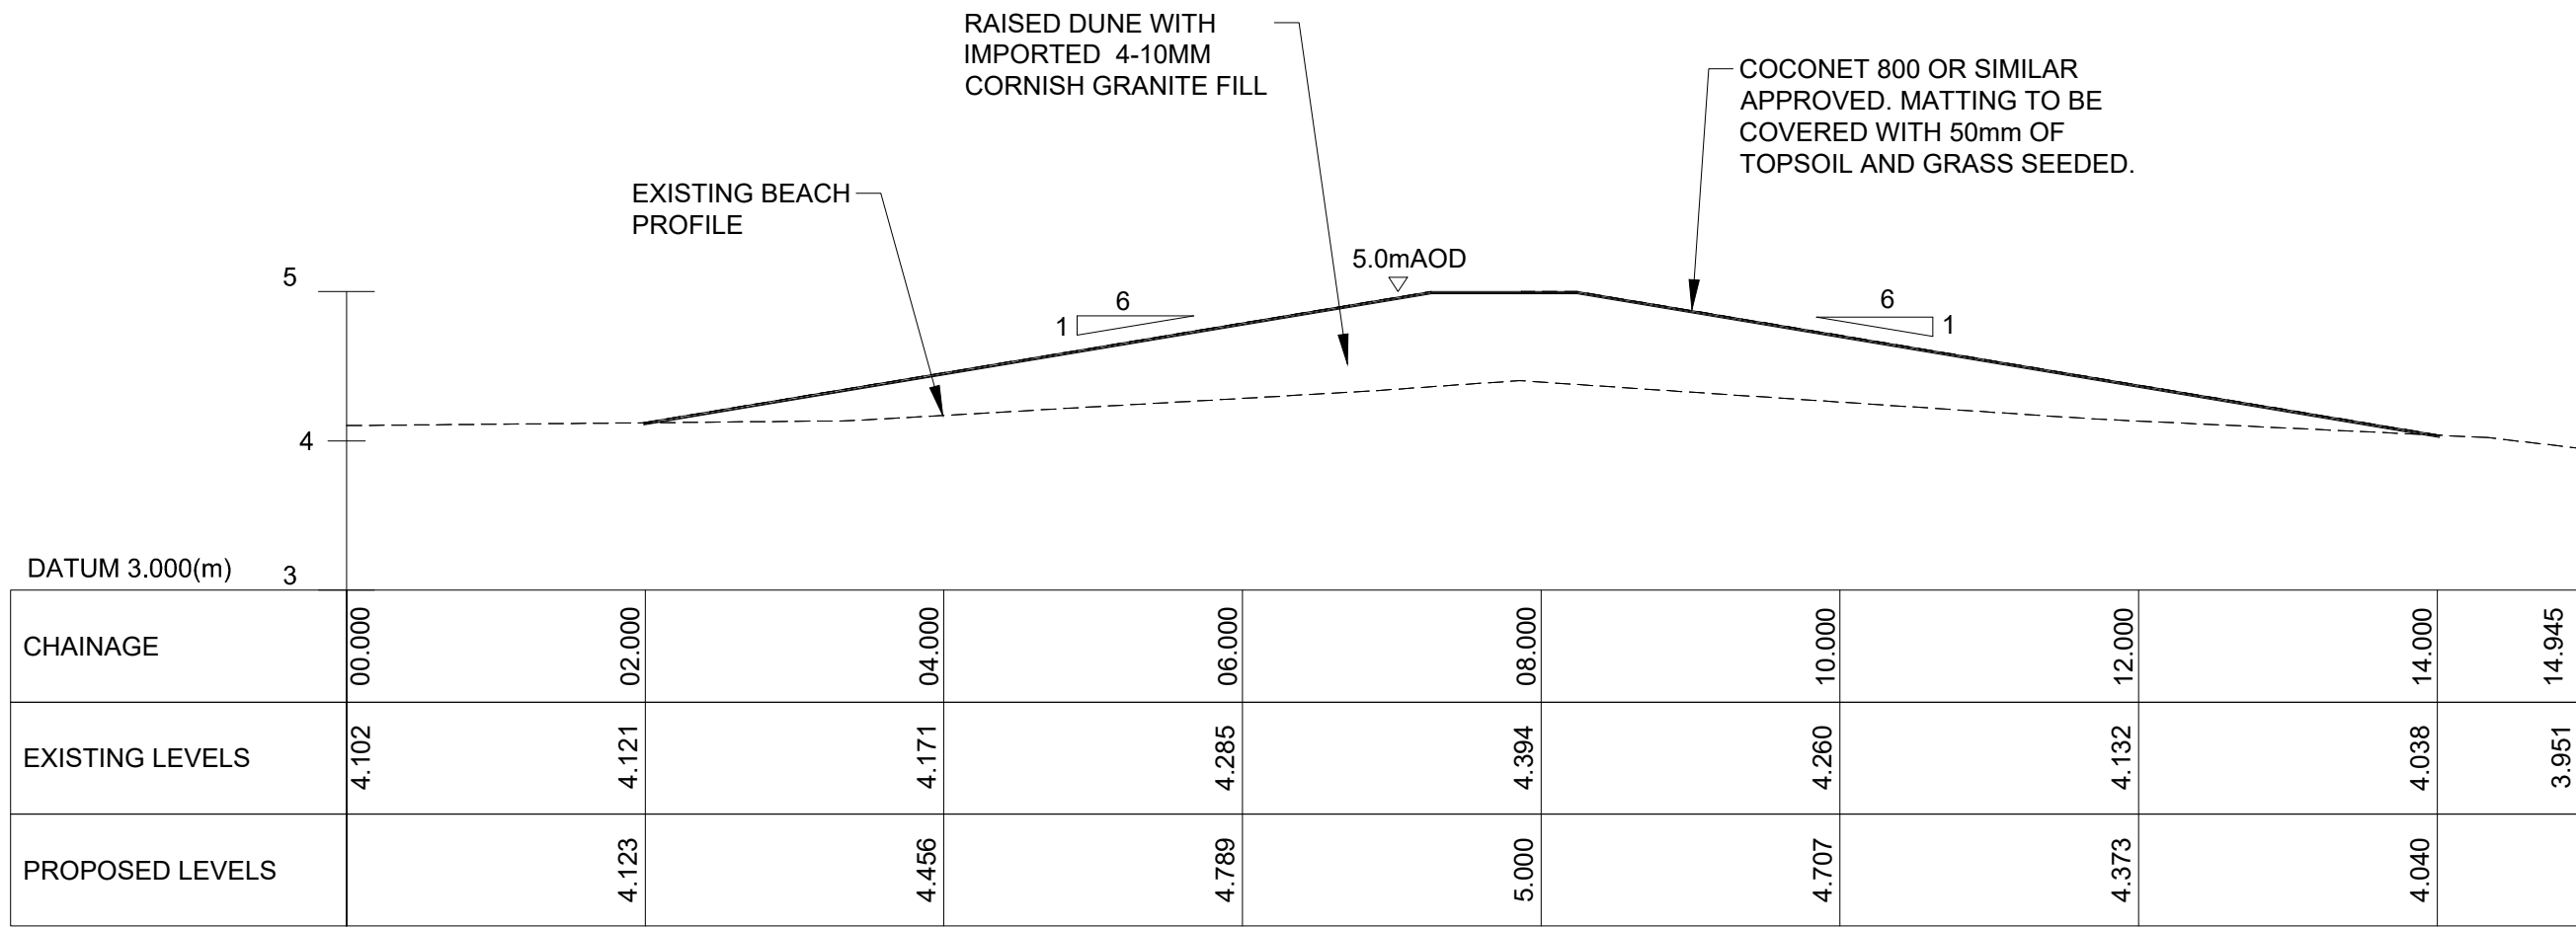 RAISED DUNE WITH
IMPORTED 4-10MM
CORNISH GRANITE FILL
COCONET 800 OR SIMILAR
APPROVED. MATTING TO BE
COVERED WITH 50mm OF
TOPSOIL AND GRASS SEEDED.
EXISTING BEACH
PROFILE
5.0mAOD
5
6
1
6
1
4
DATUM 3.000(m)
3
CHAINAGE 00.000 02.000 04.000 06.000 08.000 10.000 12.000 14.000 14.945
EXISTING LEVELS 4.102 4.121 4.171 4.285 4.394 4.260 4.132 4.038 3.951
PROPOSED LEVELS 4.123 4.456 4.789 5.000 4.707 4.373 4.040